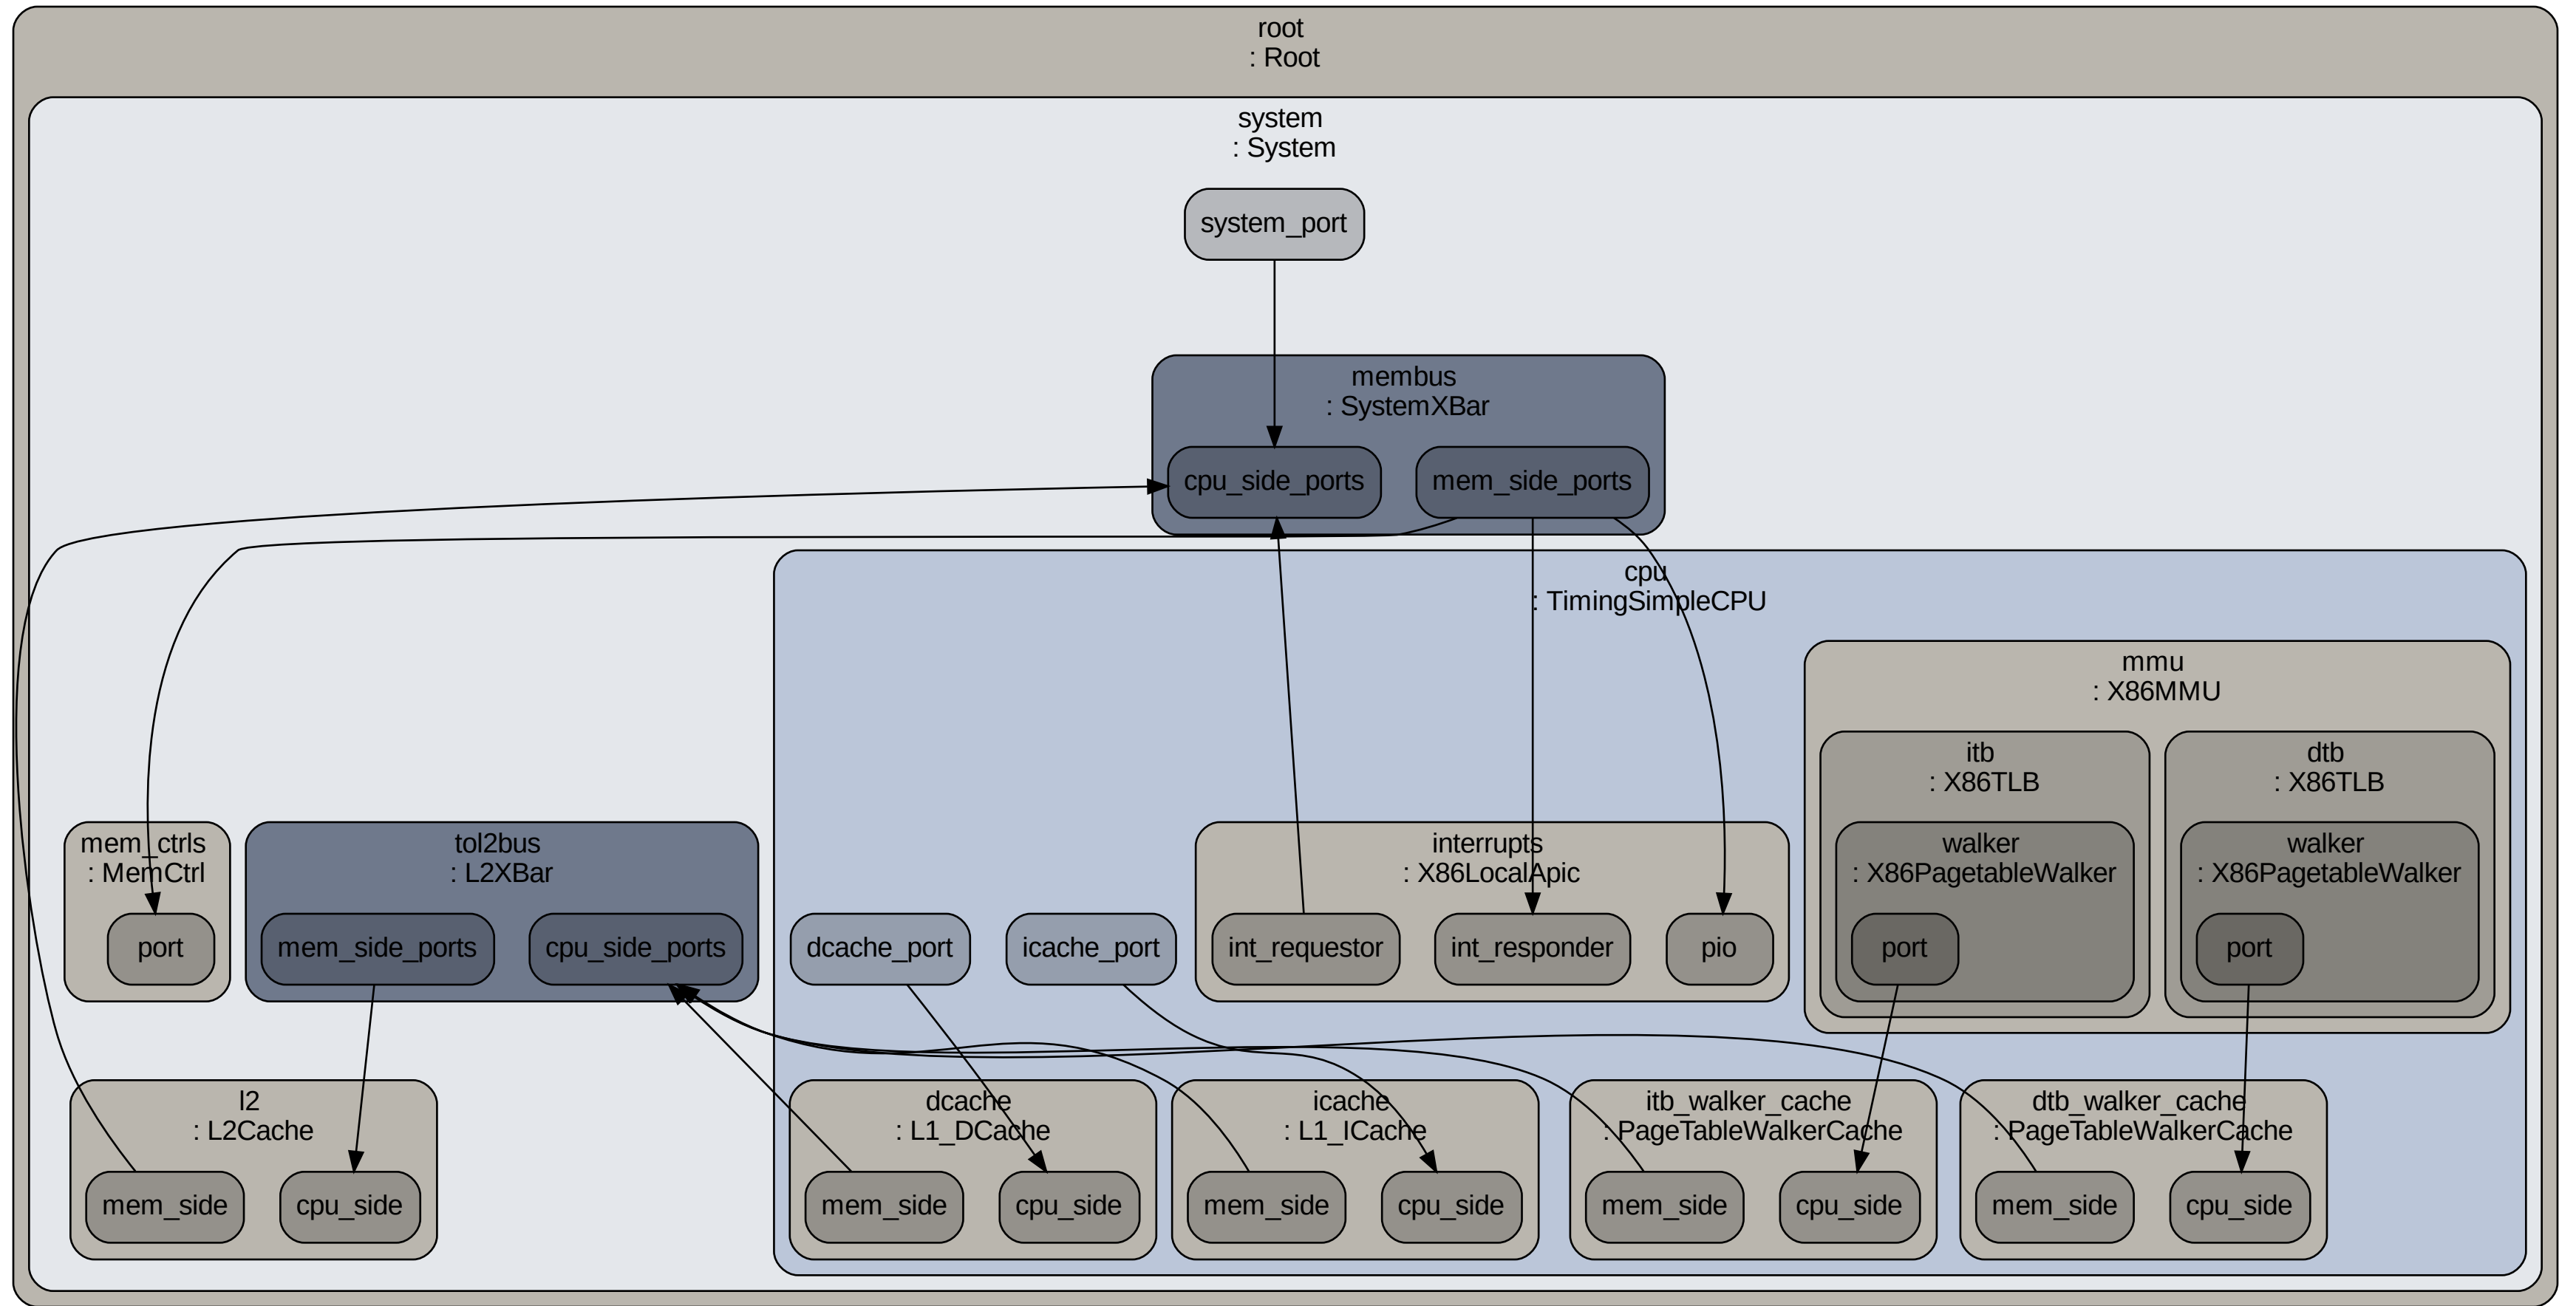 root
: Root
system
: System
system_port
membus
: SystemXBar
cpu_side_ports
mem_side_ports
cpu
: TimingSimpleCPU
mmu
: X86MMU
itb
: X86TLB
dtb
: X86TLB
mem_ctrls
: MemCtrl
port
tol2bus
: L2XBar
mem_side_ports
cpu_side_ports
dcache_port
icache_port
interrupts
: X86LocalApic
int_requestor
int_responder
pio
walker
: X86PagetableWalker
port
walker
: X86PagetableWalker
port
l2
: L2Cache
mem_side
cpu_side
dcache
: L1_DCache
mem_side
cpu_side
icache
: L1_ICache
mem_side
cpu_side
itb_walker_cache
: PageTableWalkerCache
mem_side
cpu_side
dtb_walker_cache
: PageTableWalkerCache
mem_side
cpu_side